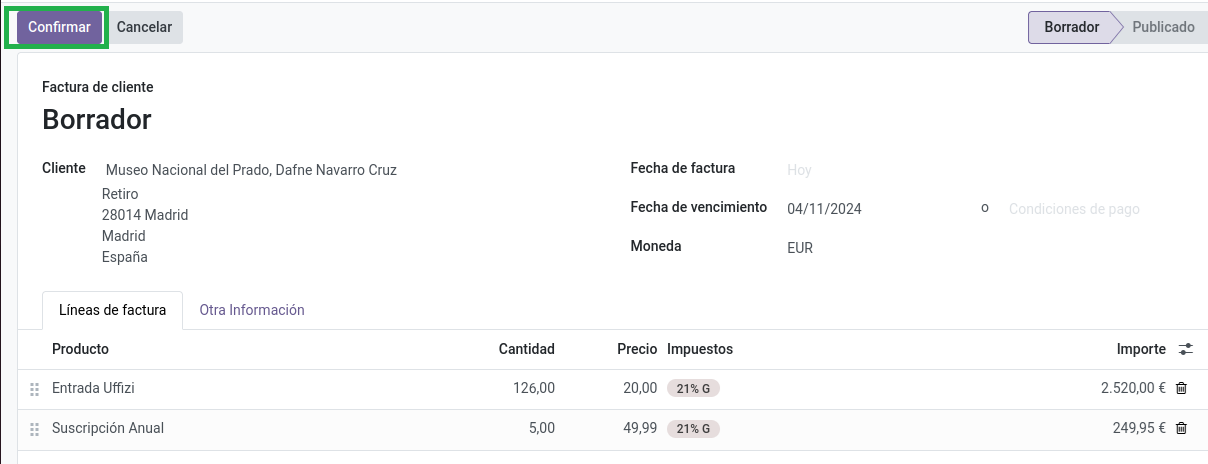 Confirmar Cancelar Borrador Publicado
Factura de cliente
Borrador
Cliente Museo Nacional del Prado, Dafne Navarro Cruz
Retiro
28014 Madrid
Madrid
España
Fecha de factura Hoy
Fecha de vencimiento 04/11/2024 o Condiciones de pago
Moneda EUR
Líneas de factura Otra Información
Producto Cantidad Precio Impuestos Importe
Entrada Uffizi 126,00 20,00 21% G 2.520,00 €
Suscripción Anual 5,00 49,99 21% G 249,95 €